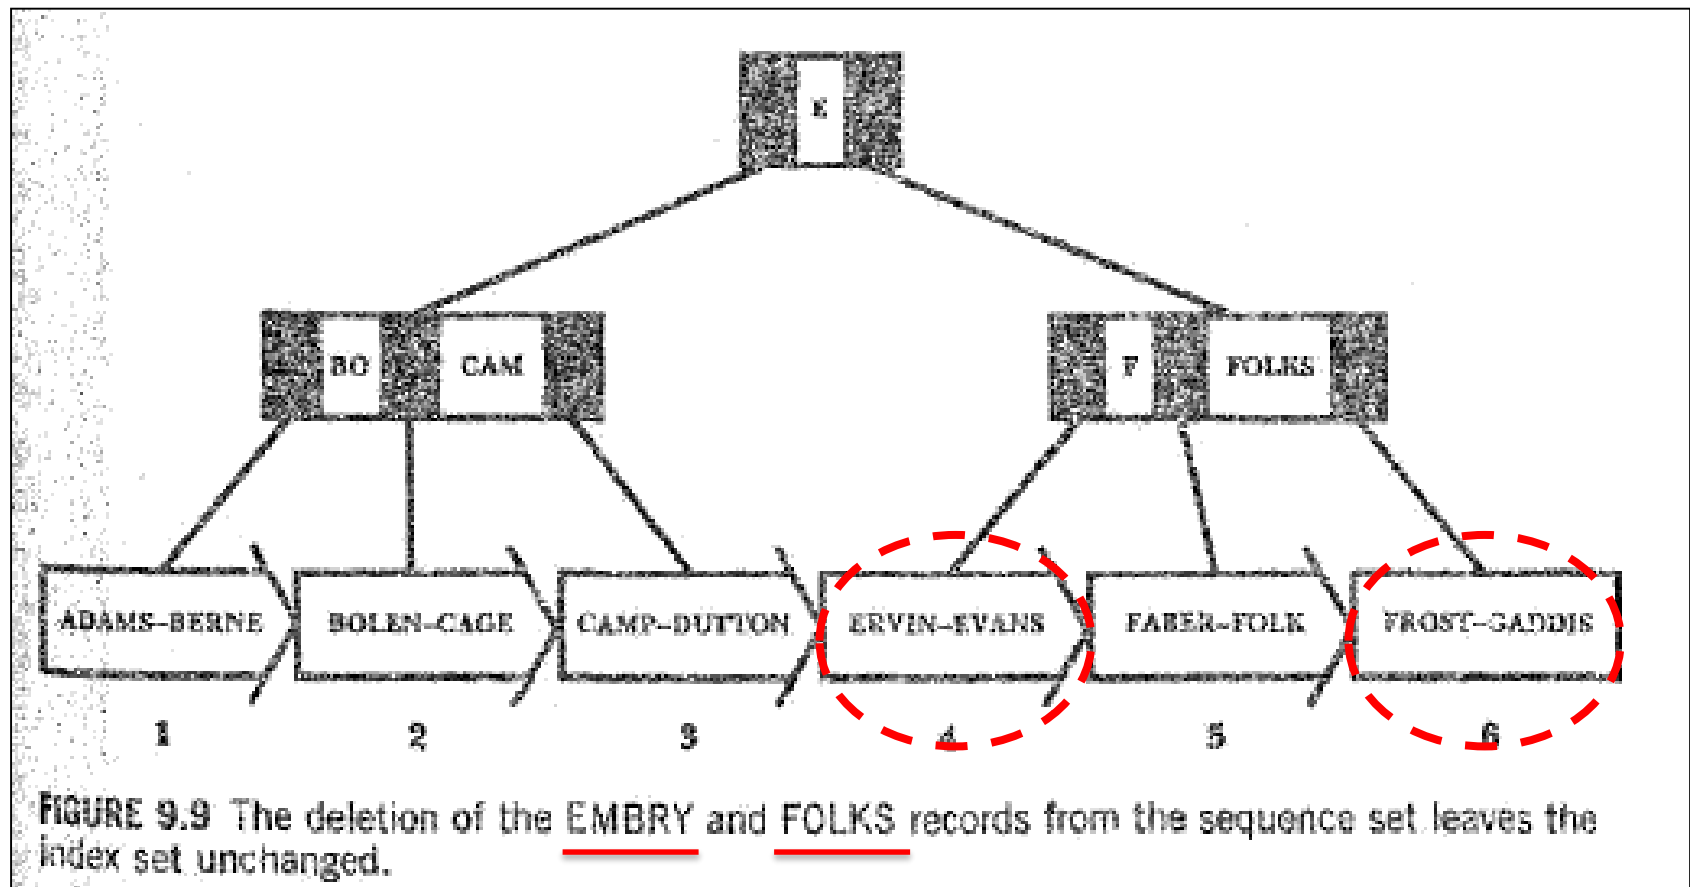 E
BO CAM F FOLKS
ADAMS-BERNE BOLEN-CAGE CAMP-DUTTON ERVIN-EVANS FABER-FOLK FROST-GADDIS
1 2 3 4 5 6
FIGURE 9.9 The deletion of the EMBRY and FOLKS records from the sequence set leaves the
index set unchanged.